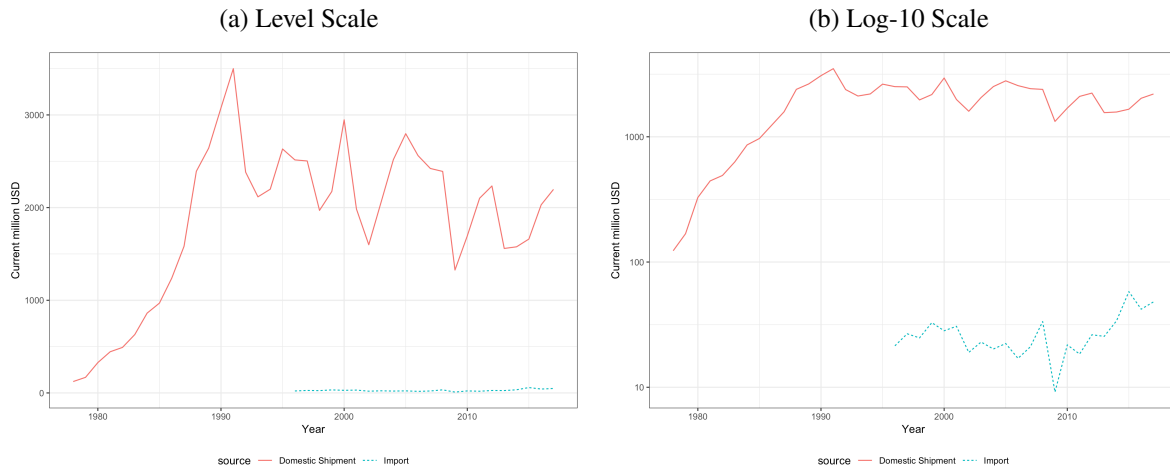 (a) Level Scale
3000
2000
1000
0
Current million USD
1980
1990
2000
2010
Year
source Domestic Shipment Import
(b) Log-10 Scale
1000
100
10
Current million USD
1980
1990
2000
2010
Year
source Domestic Shipment Import